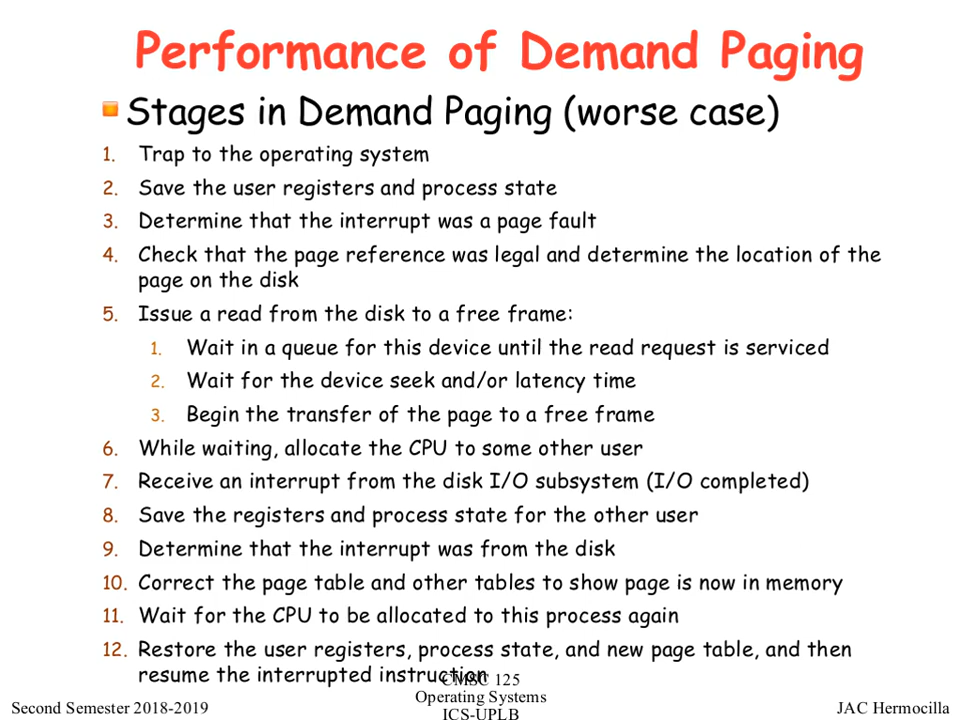 Performance of Demand Paging
Stages in Demand Paging (worse case)
1. Trap to the operating system
2. Save the user registers and process state
3. Determine that the interrupt was a page fault
4. Check that the page reference was legal and determine the location of the
page on the disk
5. Issue a read from the disk to a free frame:
1. Wait in a queue for this device until the read request is serviced
2. Wait for the device seek and/or latency time
3. Begin the transfer of the page to a free frame
6. While waiting, allocate the CPU to some other user
7. Receive an interrupt from the disk I/O subsystem (I/O completed)
8. Save the registers and process state for the other user
9. Determine that the interrupt was from the disk
10. Correct the page table and other tables to show page is now in memory
11. Wait for the CPU to be allocated to this process again
12. Restore the user registers, process state, and new page table, and then
resume the interrupted instruction
CMSC 125
Operating Systems
ICS-UPLB
Second Semester 2018-2019
JAC Hermocilla